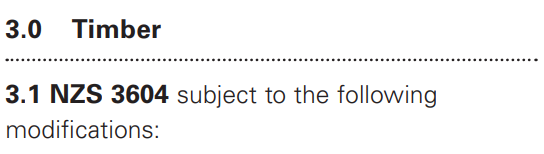 3.0 Timber
3.1 NZS 3604 subject to the following
modifications: